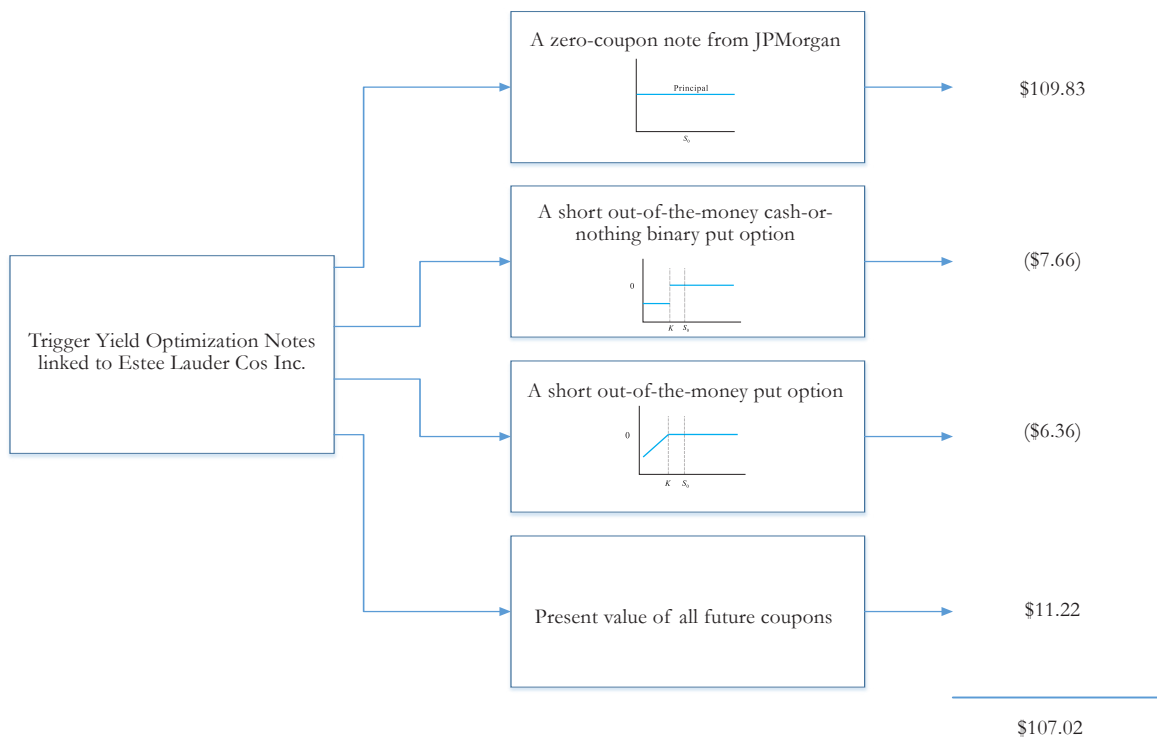 A zero-coupon note from JPMorgan
Principal
S0
$109.83
A short out-of-the-money cash-or-
nothing binary put option
0
K S0
($7.66)
Trigger Yield Optimization Notes
linked to Estee Lauder Cos Inc.
A short out-of-the-money put option
0
K S0
($6.36)
Present value of all future coupons
$11.22
$107.02